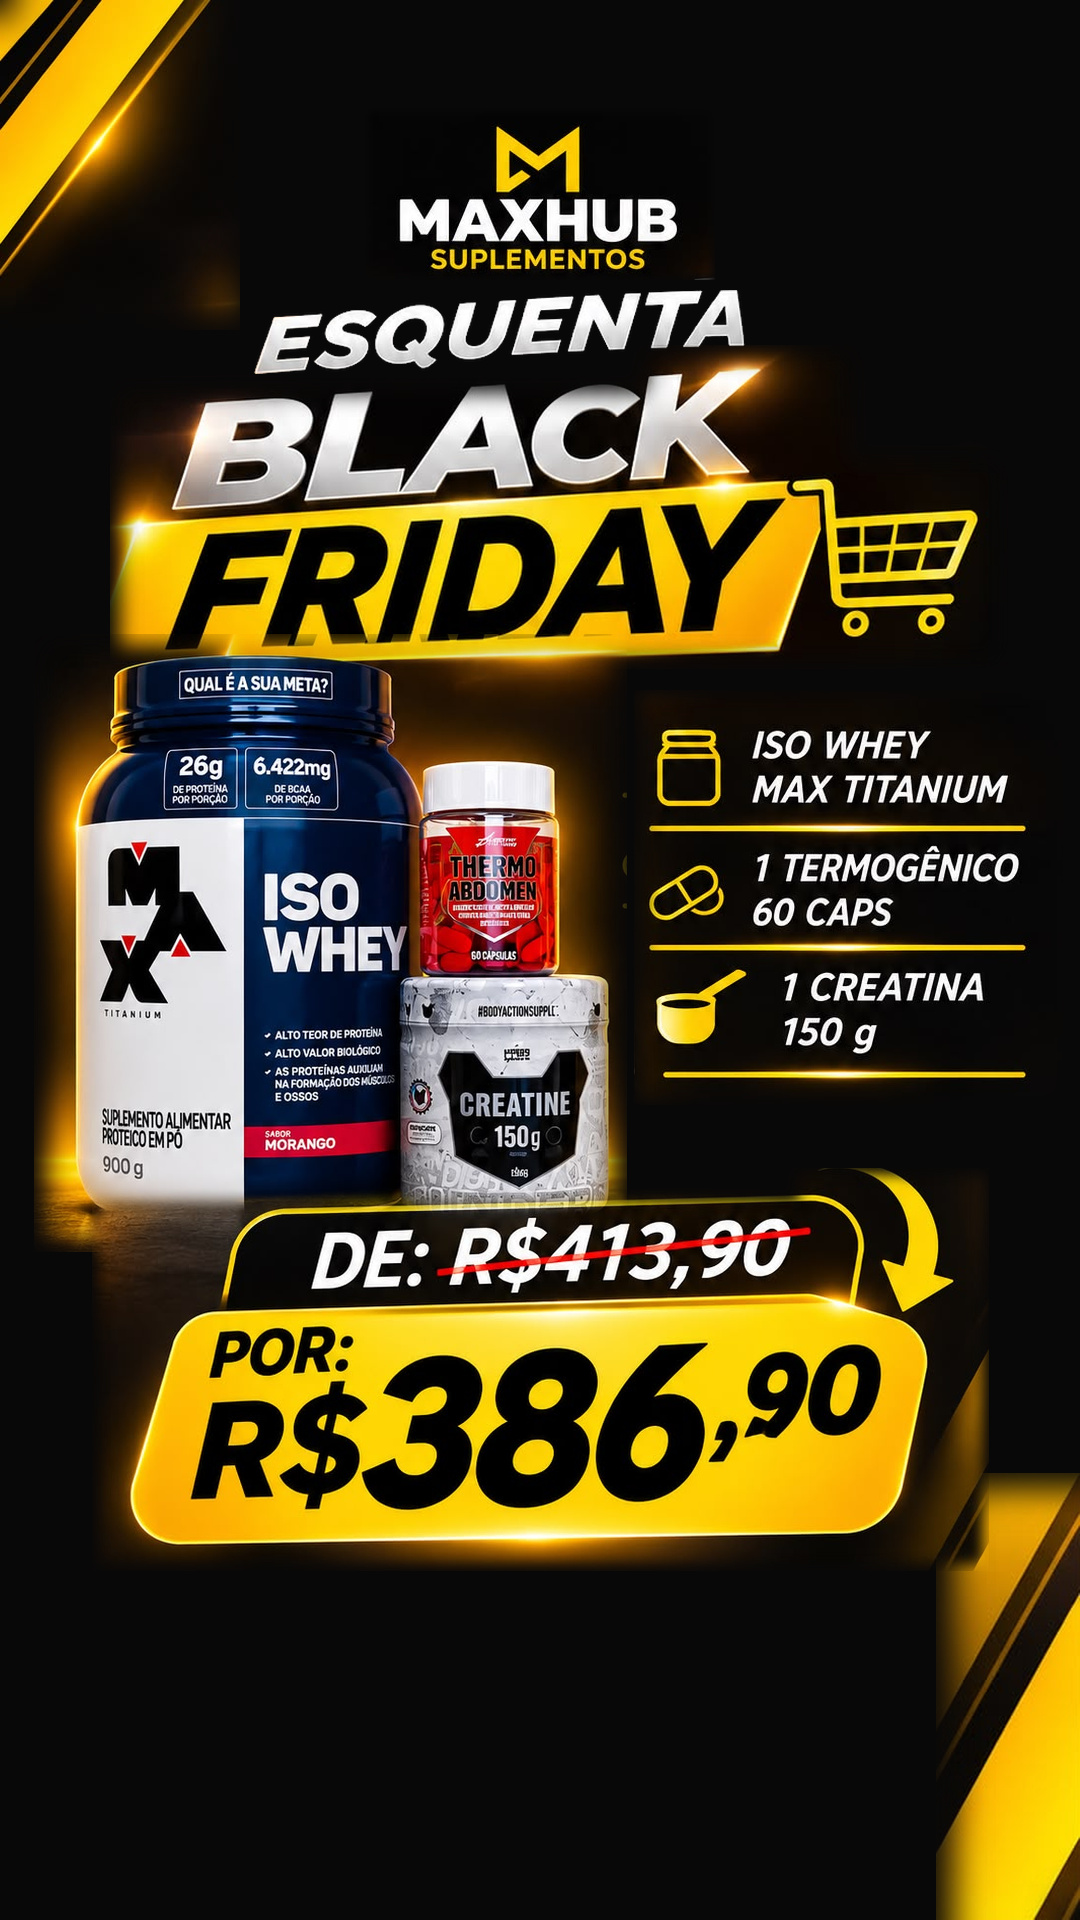 MAXHUB
SUPLEMENTOS
ESQUENTA
BLACK
FRIDAY
QUAL É A SUA META?
26g
DE PROTEÍNA
POR PORÇÃO
6.422mg
DE BCAA
POR PORÇÃO
MAX
TITANIUM
ISO
WHEY
ALTO TEOR DE PROTEÍNA
ALTO VALOR BIOLÓGICO
AS PROTEÍNAS AUXILIAM
NA FORMAÇÃO DOS MÚSCULOS
E OSSOS
SUPLEMENTO ALIMENTAR
PROTEICO EM PÓ
900 g
SABOR
MORANGO
THERMO
ABDOMEN
60 CÁPSULAS
#BODYACTIONSUPPL
CREATINE
150g
ISO WHEY
MAX TITANIUM
1 TERMOGÊNICO
60 CAPS
1 CREATINA
150 g
DE: R$413,90
POR:
R$386,90